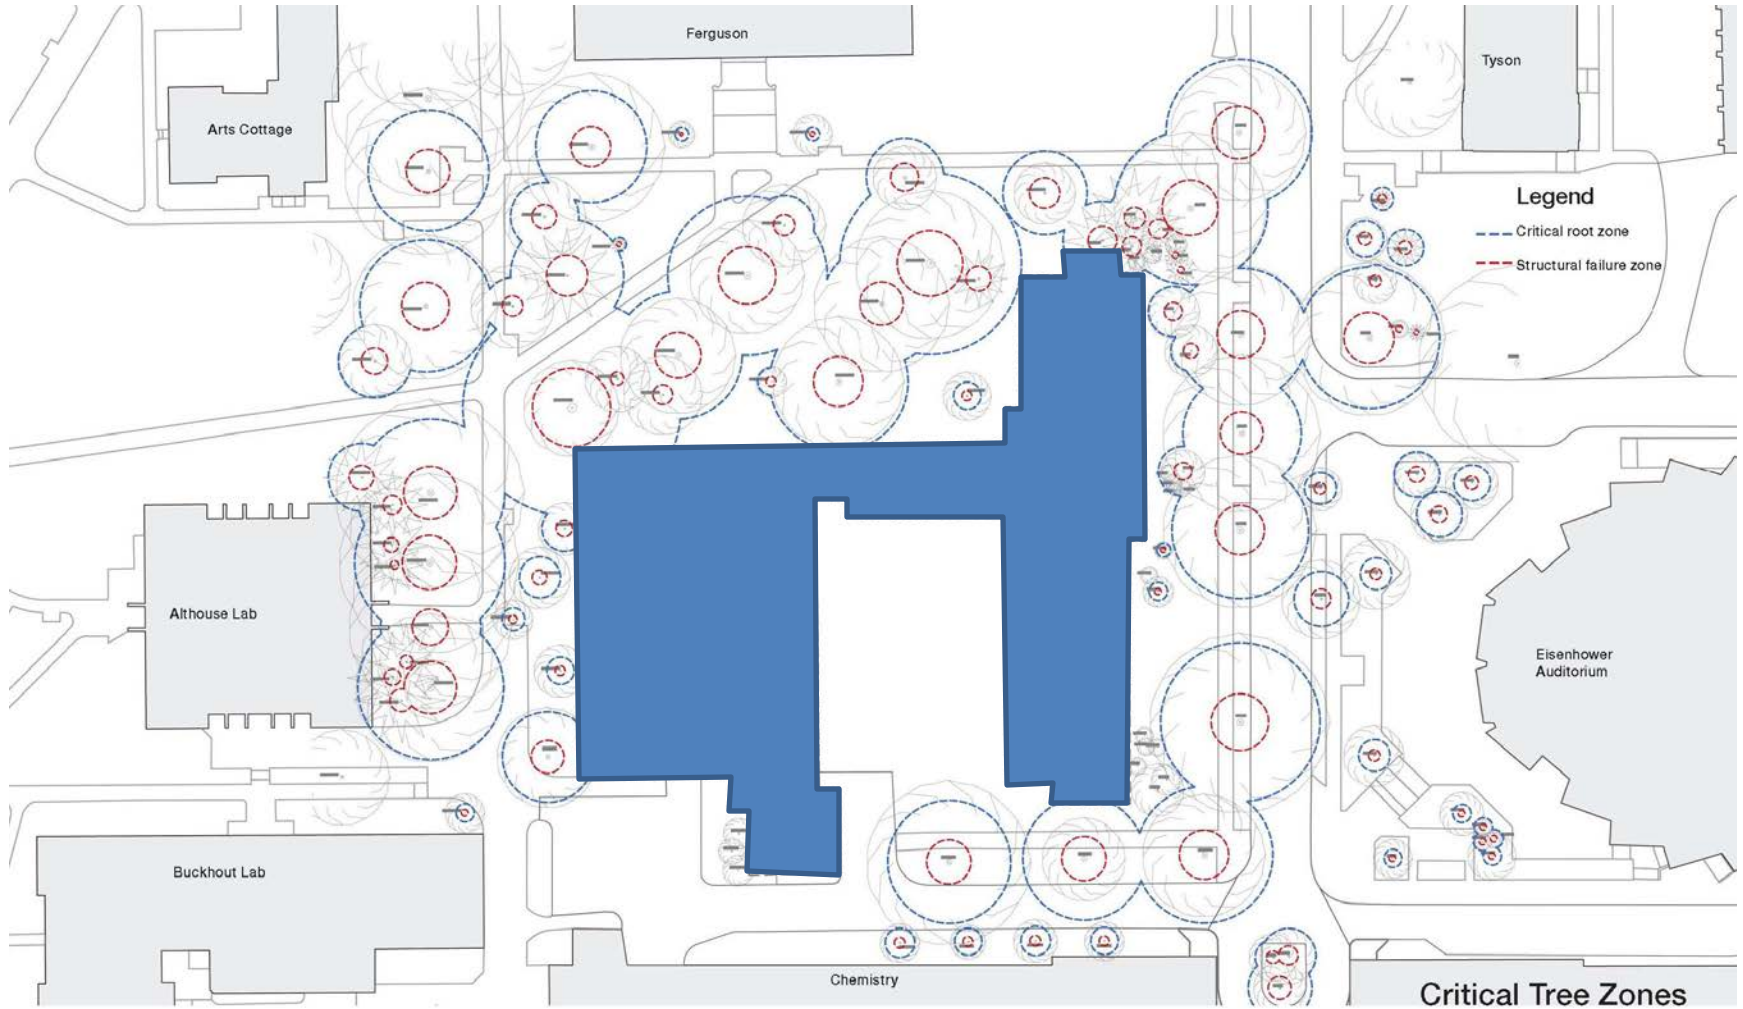 Ferguson
Tyson
Arts Cottage
Legend
Critical root zone
Structural failure zone
Althouse Lab
Eisenhower
Auditorium
Buckhout Lab
Chemistry
Critical Tree Zones